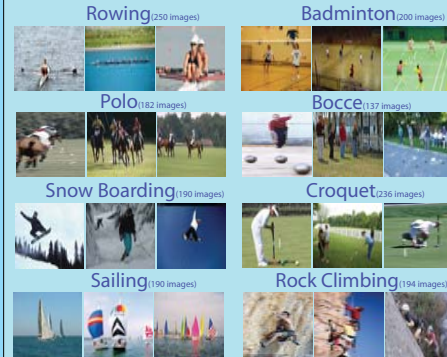 Rowing(250 images)
Badminton(200 images)
Polo(182 images)
Bocce(137 images)
Snow Boarding(190 images)
Croquet(236 images)
Sailing(190 images)
Rock Climbing(194 images)